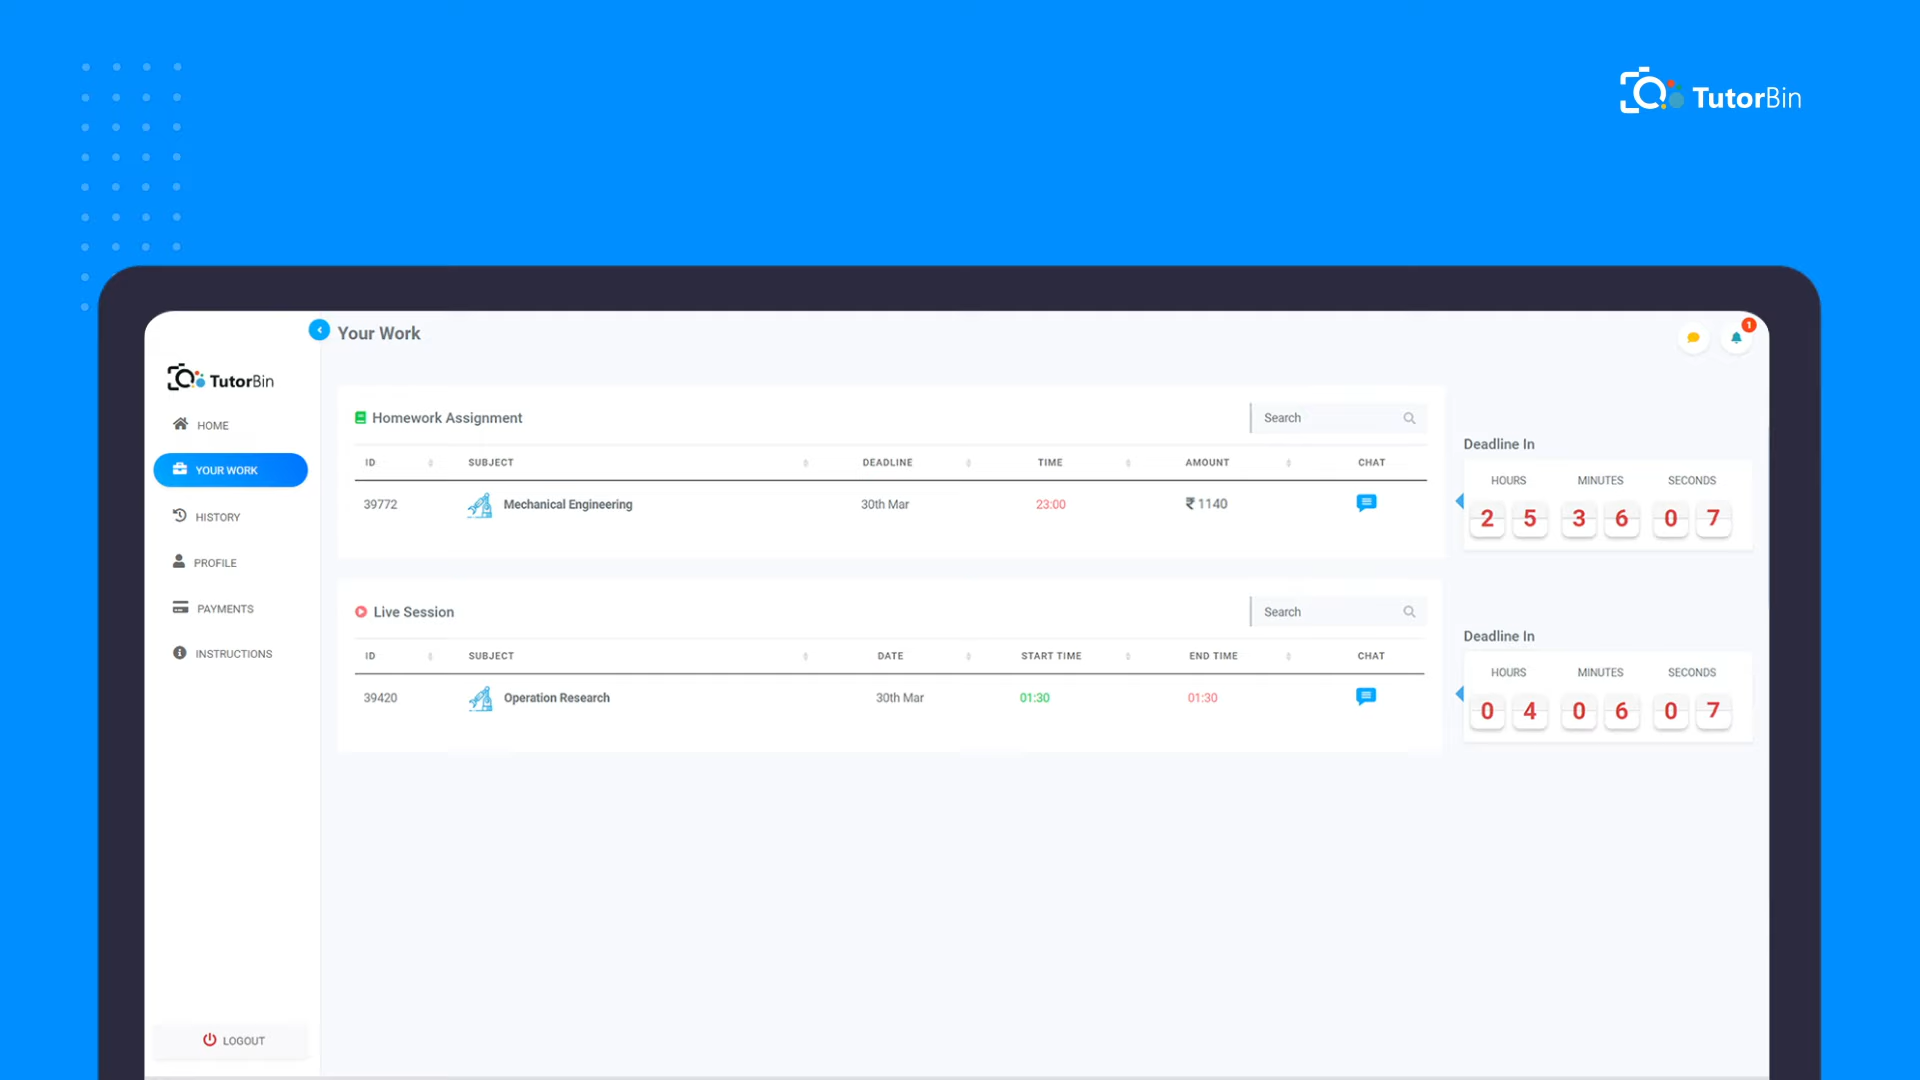 TutorBin
Your Work
1
TutorBin
HOME
YOUR WORK
HISTORY
PROFILE
PAYMENTS
INSTRUCTIONS
LOGOUT
Homework Assignment
Search
ID SUBJECT DEADLINE TIME AMOUNT CHAT
39772 Mechanical Engineering 30th Mar 23:00 ₹ 1140
Deadline In
HOURS MINUTES SECONDS
2 5 3 6 0 7
Live Session
Search
ID SUBJECT DATE START TIME END TIME CHAT
39420 Operation Research 30th Mar 01:30 01:30
Deadline In
HOURS MINUTES SECONDS
0 4 0 6 0 7